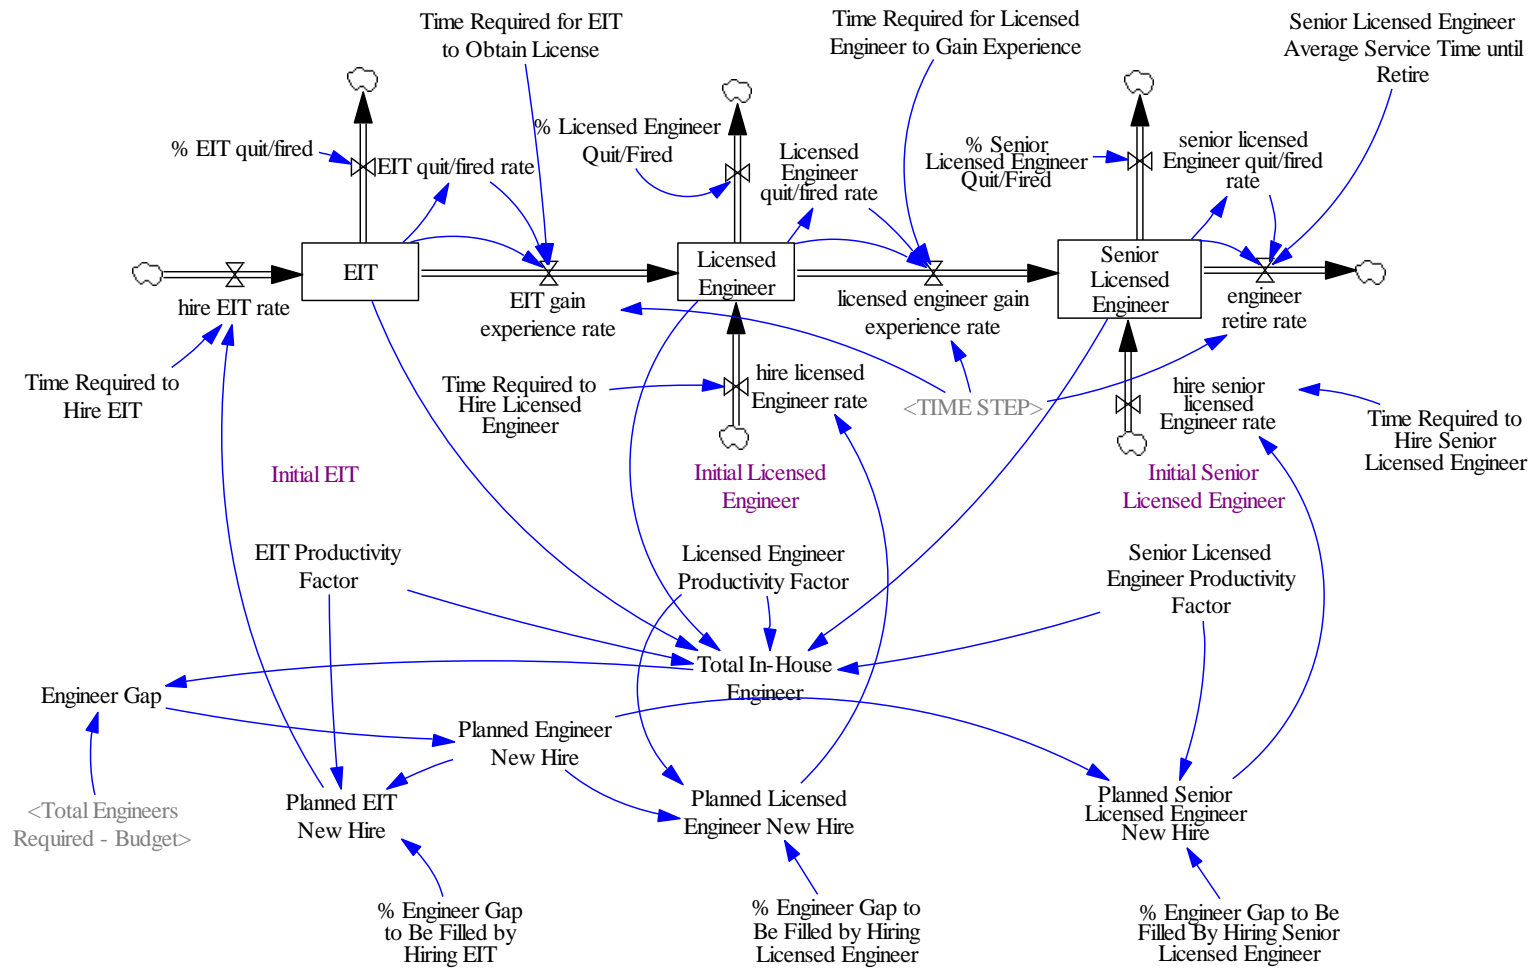 Time Required for EIT
to Obtain License
Time Required for Licensed
Engineer to Gain Experience
Senior Licensed Engineer
Average Service Time until
Retire
% EIT quit/fired
EIT quit/fired rate
% Licensed Engineer
Quit/Fired
Licensed
Engineer
quit/fired rate
% Senior
Licensed Engineer
Quit/Fired
senior licensed
Engineer quit/fired
rate
EIT
Licensed
Engineer
Senior
Licensed
Engineer
hire EIT rate
EIT gain
experience rate
licensed engineer gain
experience rate
engineer
retire rate
Time Required to
Hire EIT
Time Required to
Hire Licensed
Engineer
hire licensed
Engineer rate
<TIME STEP>
hire senior
licensed
Engineer rate
Time Required to
Hire Senior
Licensed Engineer
Initial EIT
Initial Licensed
Engineer
Initial Senior
Licensed Engineer
EIT Productivity
Factor
Licensed Engineer
Productivity Factor
Senior Licensed
Engineer Productivity
Factor
Total In-House
Engineer
Engineer Gap
Planned Engineer
New Hire
<Total Engineers
Required - Budget>
Planned EIT
New Hire
Planned Licensed
Engineer New Hire
Planned Senior
Licensed Engineer
New Hire
% Engineer Gap
to Be Filled by
Hiring EIT
% Engineer Gap to
Be Filled by Hiring
Licensed Engineer
% Engineer Gap to Be
Filled By Hiring Senior
Licensed Engineer